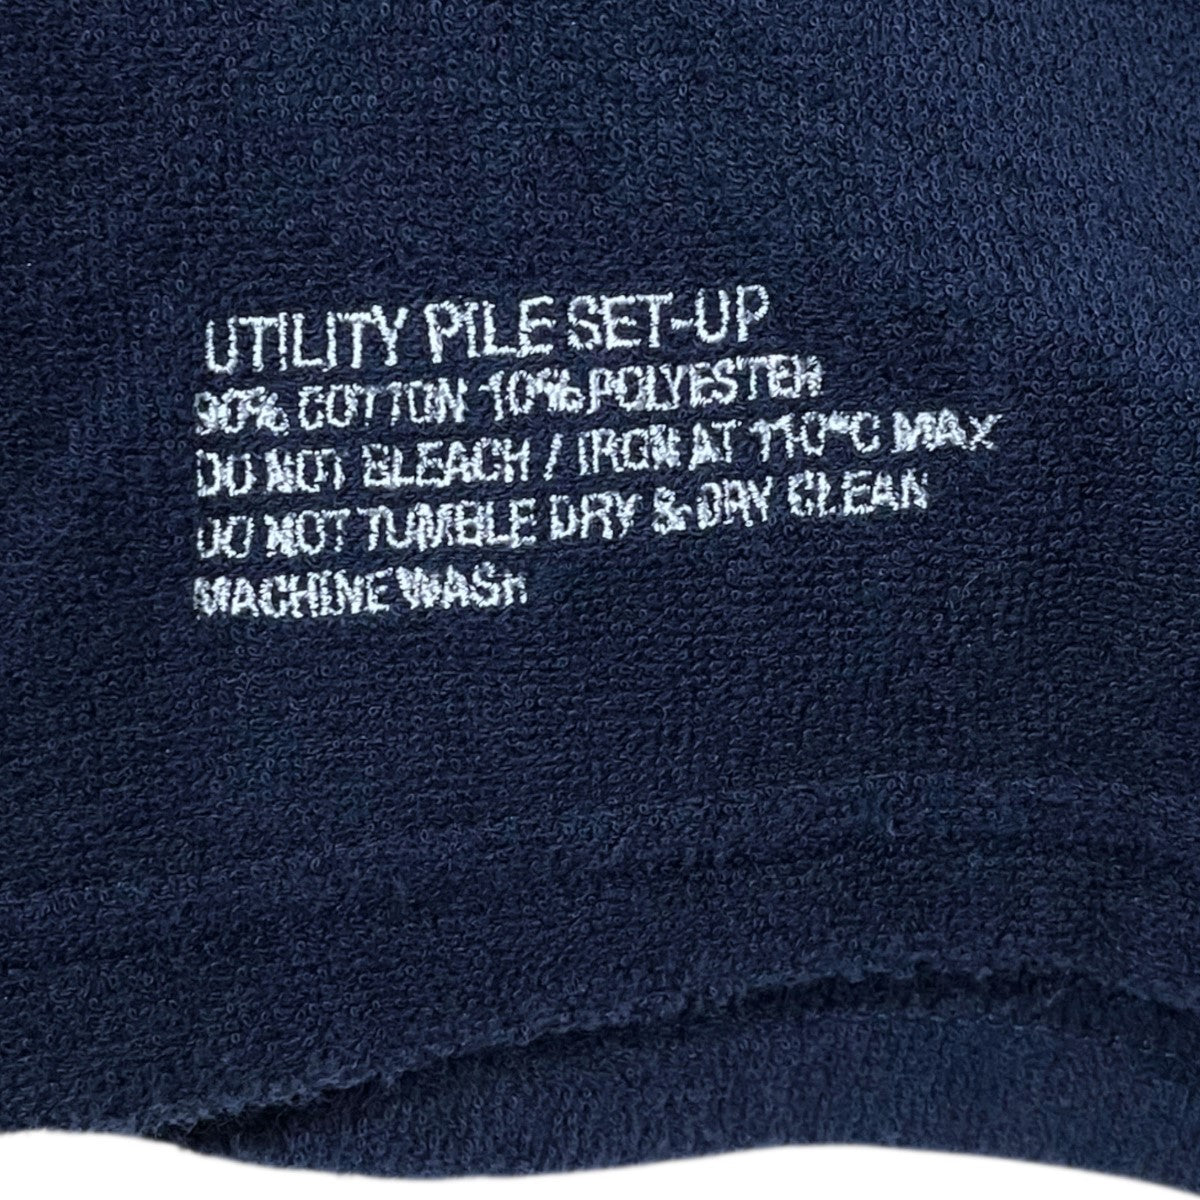 UTILITY PILE SET-UP
90% COTTON 10% POLYESTER
DO NOT BLEACH / IRON AT 110°C MAX
DO NOT TUMBLE DRY & DRY CLEAN
MACHINE WASH